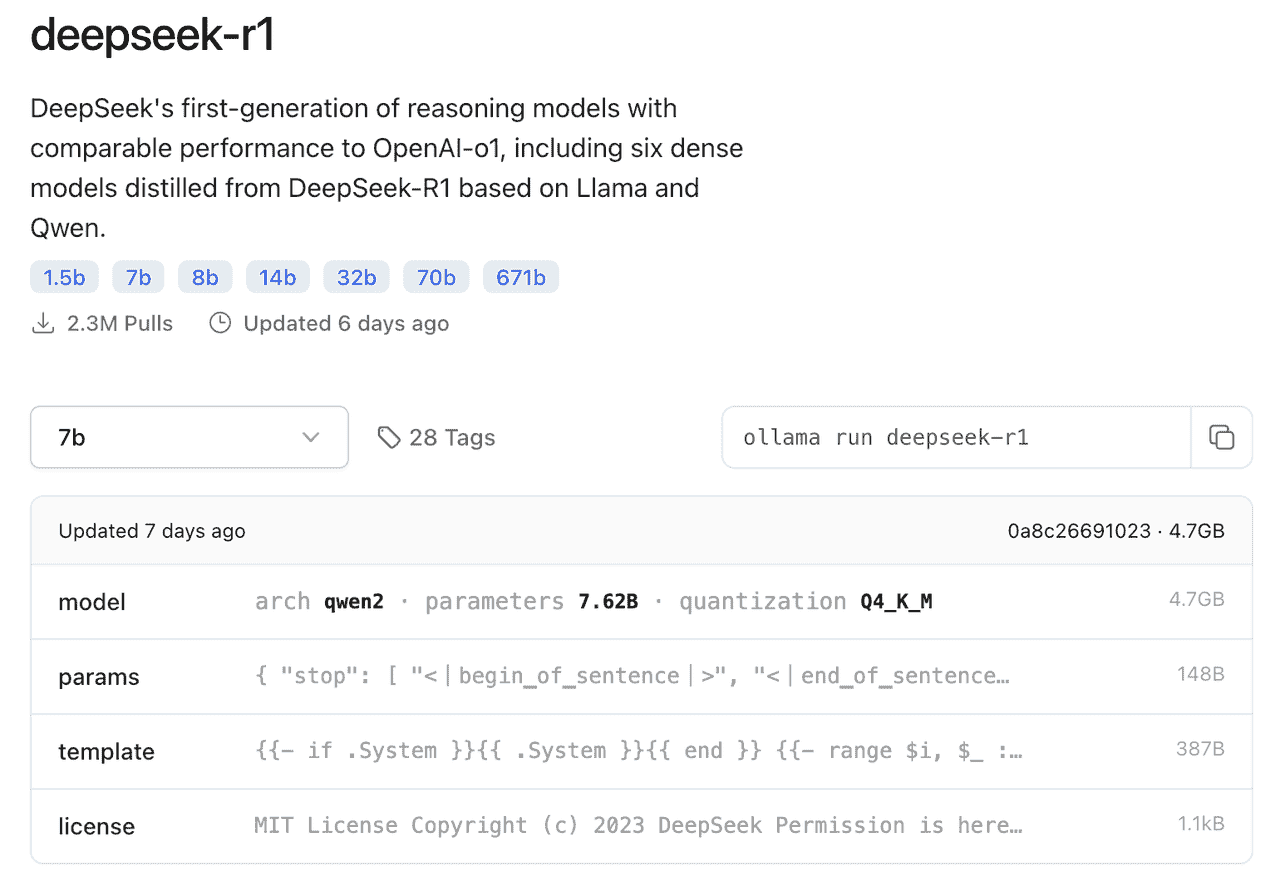 deepseek-r1
DeepSeek's first-generation of reasoning models with
comparable performance to OpenAI-o1, including six dense
models distilled from DeepSeek-R1 based on Llama and
Qwen.
1.5b 7b 8b 14b 32b 70b 671b
2.3M Pulls Updated 6 days ago
7b 28 Tags ollama run deepseek-r1
Updated 7 days ago 0a8c26691023 · 4.7GB
model arch qwen2 · parameters 7.62B · quantization Q4_K_M 4.7GB
params { "stop": [ "<|begin_of_sentence|>", "<|end_of_sentence… 148B
template {{- if .System }}{{ .System }}{{ end }} {{- range $i, $_ :… 387B
license MIT License Copyright (c) 2023 DeepSeek Permission is here… 1.1kB